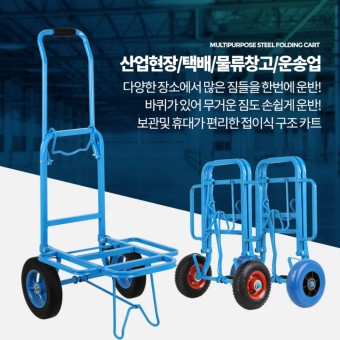 MULTIPURPOSE STEEL FOLDING CART
산업현장/택배/물류창고/운송업
다양한 장소에서 많은 짐들을 한번에 운반!
바퀴가 있어 무거운 짐도 손쉽게 운반!
보관및 휴대가 편리한 접이식 구조 카트